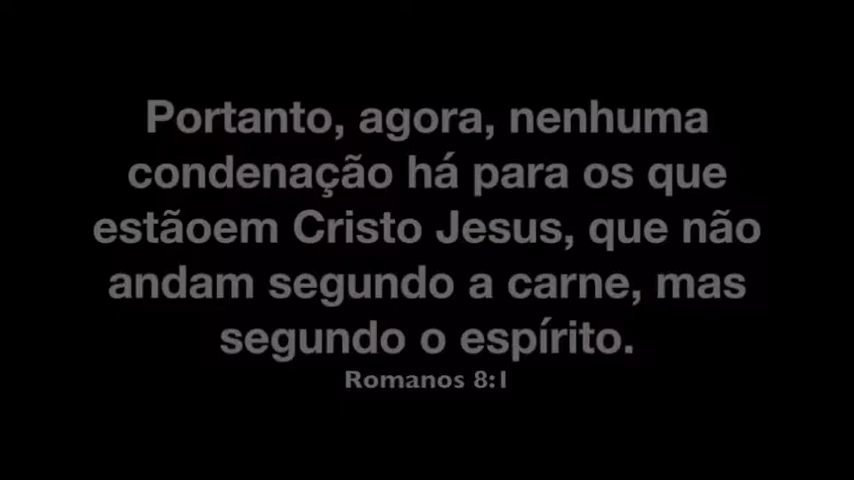 Portanto, agora, nenhuma
condenação há para os que
estãoem Cristo Jesus, que não
andam segundo a carne, mas
segundo o espírito.
Romanos 8:1